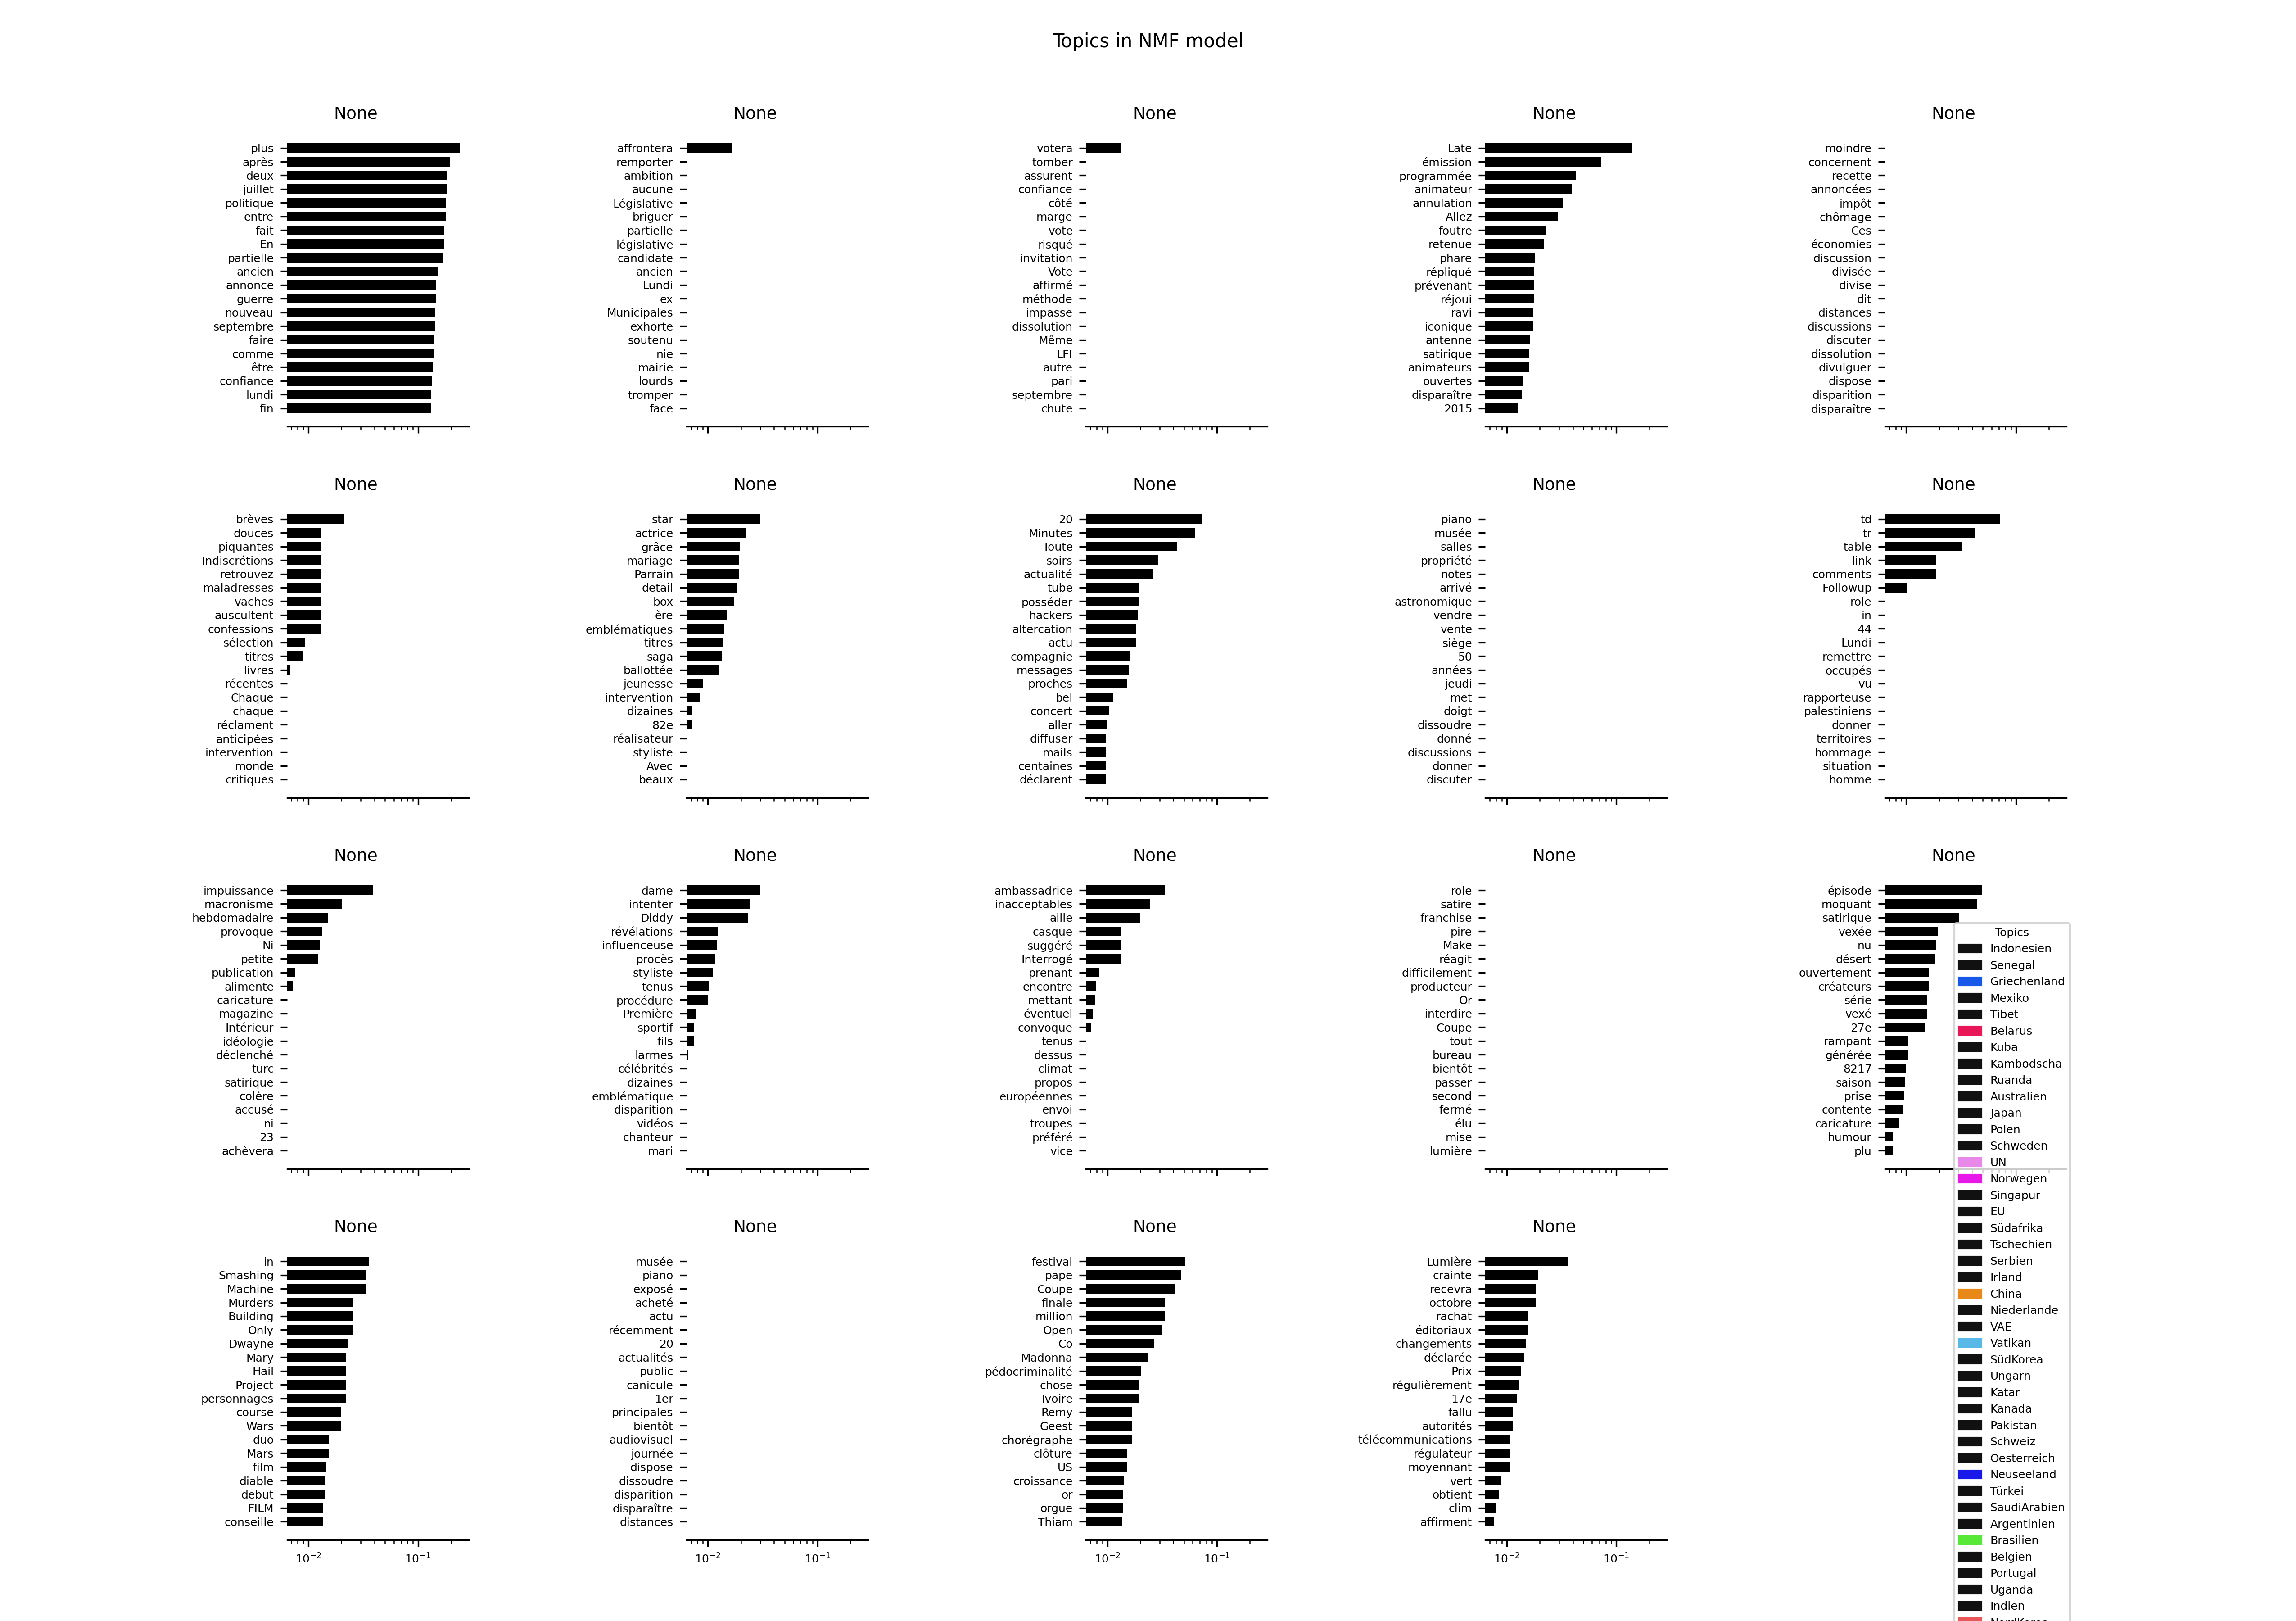 Topics in NMF model
None
plus
après
deux
juillet
politique
entre
fait
En
partielle
ancien
annonce
guerre
nouveau
septembre
faire
comme
être
confiance
lundi
fin
None
affrontera
remporter
ambition
aucune
Législative
briguer
partielle
législative
candidate
ancien
Lundi
ex
Municipales
exhorte
soutenu
nie
mairie
lourds
tromper
face
None
votera
tomber
assurent
confiance
côté
marge
vote
risqué
invitation
Vote
affirmé
méthode
impasse
dissolution
Même
LFI
autre
pari
septembre
chute
None
Late
émission
programmée
animateur
annulation
Allez
foutre
retenue
phare
répliqué
prévenant
réjoui
ravi
iconique
antenne
satirique
animateurs
ouvertes
disparaître
2015
None
moindre
concernent
recette
annoncées
impôt
chômage
Ces
économies
discussion
divisée
divise
dit
distances
discussions
discuter
dissolution
divulguer
dispose
disparition
disparaître
None
brèves
douces
piquantes
Indiscrétions
retrouvez
maladresses
vaches
auscultent
confessions
sélection
titres
livres
récentes
Chaque
chaque
réclament
anticipées
intervention
monde
critiques
None
star
actrice
grâce
mariage
Parrain
detail
box
ère
emblématiques
titres
saga
ballottée
jeunesse
intervention
dizaines
82e
réalisateur
styliste
Avec
beaux
None
20
Minutes
Toute
soirs
actualité
tube
posséder
hackers
altercation
actu
compagnie
messages
proches
bel
concert
aller
diffuser
mails
centaines
déclarent
None
piano
musée
salles
propriété
notes
arrivé
astronomique
vendre
vente
siège
50
années
jeudi
met
doigt
dissoudre
donné
discussions
donner
discuter
None
td
tr
table
link
comments
Followup
role
in
44
Lundi
remettre
occupés
vu
rapporteuse
palestiniens
donner
territoires
hommage
situation
homme
None
impuissance
macronisme
hebdomadaire
provoque
Ni
petite
publication
alimente
caricature
magazine
Intérieur
idéologie
déclenché
turc
satirique
colère
accusé
ni
23
achèvera
None
dame
intenter
Diddy
révélations
influenceuse
procès
styliste
tenus
procédure
Première
sportif
fils
larmes
célébrités
dizaines
emblématique
disparition
vidéos
chanteur
mari
None
ambassadrice
inacceptables
aille
casque
suggéré
Interrogé
prenant
encontre
mettant
éventuel
convoque
tenus
dessus
climat
propos
européennes
envoi
troupes
préféré
vice
None
role
satire
franchise
pire
Make
réagit
difficilement
producteur
Or
interdire
Coupe
tout
bureau
bientôt
passer
second
fermé
élu
mise
lumière
None
épisode
moquant
satirique
vexée
nu
désert
ouvertement
créateurs
série
vexé
27e
rampant
générée
8217
saison
prise
contente
caricature
humour
plu
None
in
Smashing
Machine
Murders
Building
Only
Dwayne
Mary
Hail
Project
personnages
course
Wars
duo
Mars
film
diable
debut
FILM
conseille
10⁻² 10⁻¹
None
musée
piano
exposé
acheté
actu
récemment
20
actualités
public
canicule
1er
principales
bientôt
audiovisuel
journée
dispose
dissoudre
disparition
disparaître
distances
10⁻² 10⁻¹
None
festival
pape
Coupe
finale
million
Open
Co
Madonna
pédocriminalité
chose
Ivoire
Remy
Geest
chorégraphe
clôture
US
croissance
or
orgue
Thiam
10⁻² 10⁻¹
None
Lumière
crainte
recevra
octobre
rachat
éditoriaux
changements
déclarée
Prix
régulièrement
17e
fallu
autorités
télécommunications
régulateur
moyennant
vert
obtient
clim
affirment
10⁻² 10⁻¹
Topics
Indonesien
Senegal
Griechenland
Mexiko
Tibet
Belarus
Kuba
Kambodscha
Ruanda
Australien
Japan
Polen
Schweden
UN
Norwegen
Singapur
EU
Südafrika
Tschechien
Serbien
Irland
China
Niederlande
VAE
Vatikan
SüdKorea
Ungarn
Katar
Kanada
Pakistan
Schweiz
Oesterreich
Neuseeland
Türkei
SaudiArabien
Argentinien
Brasilien
Belgien
Portugal
Uganda
Indien